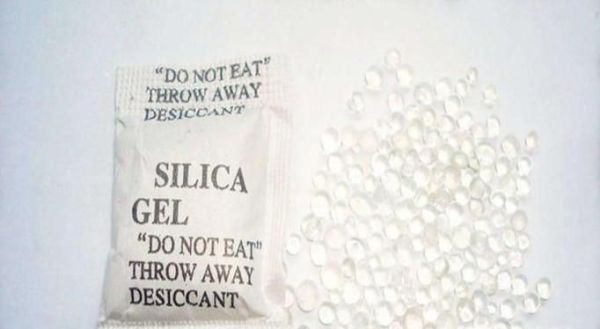 "DO NOT EAT"
THROW AWAY
DESICCANT
SILICA
GEL
"DO NOT EAT"
THROW AWAY
DESICCANT